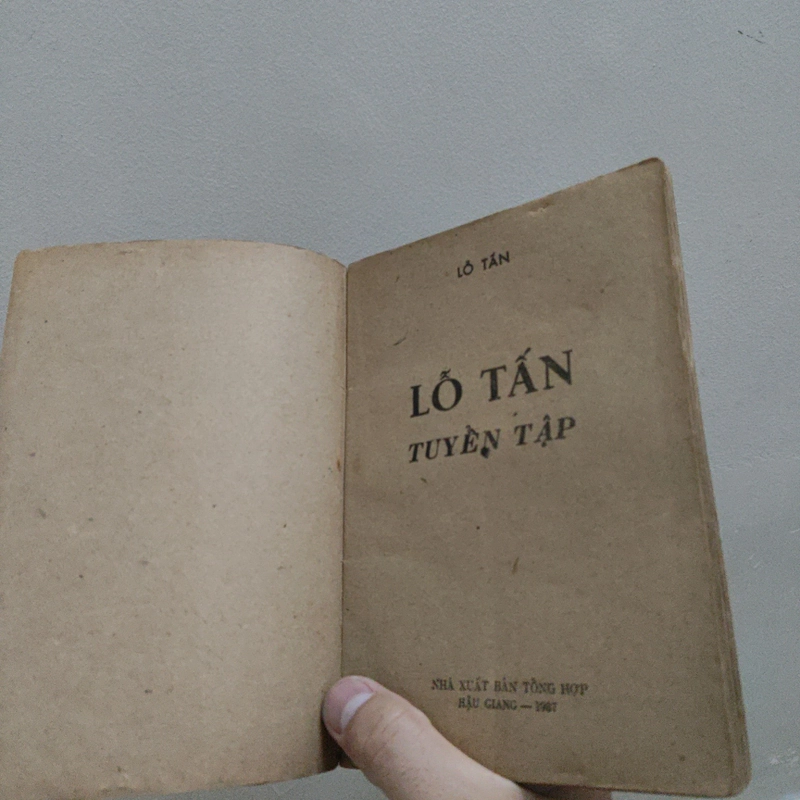 LỖ TẤN
LỖ TẤN
TUYỂN TẬP
NHÀ XUẤT BẢN TỔNG HỢP
HẬU GIANG — 1987